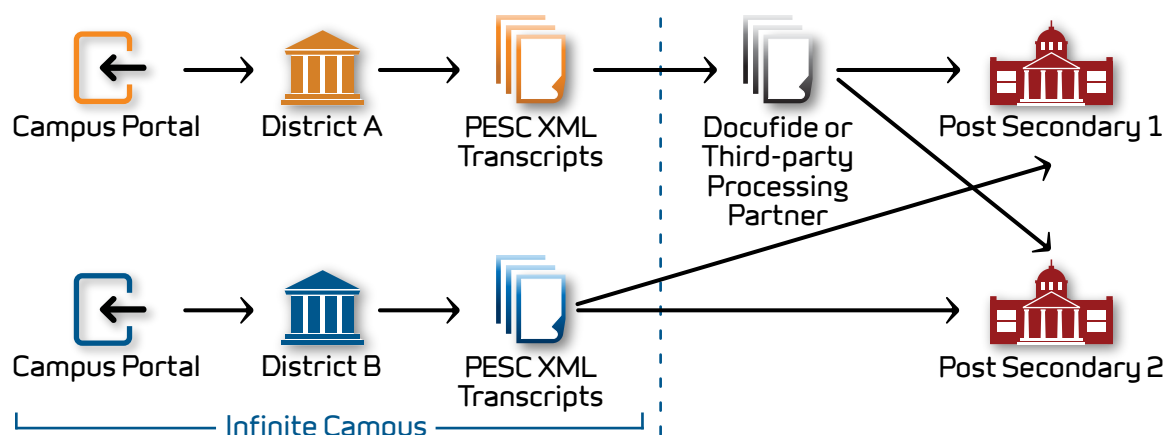 Campus Portal
District A
PESC XML
Transcripts
Docufide or
Third-party
Processing
Partner
Post Secondary 1
Campus Portal
District B
PESC XML
Transcripts
Post Secondary 2
Infinite Campus